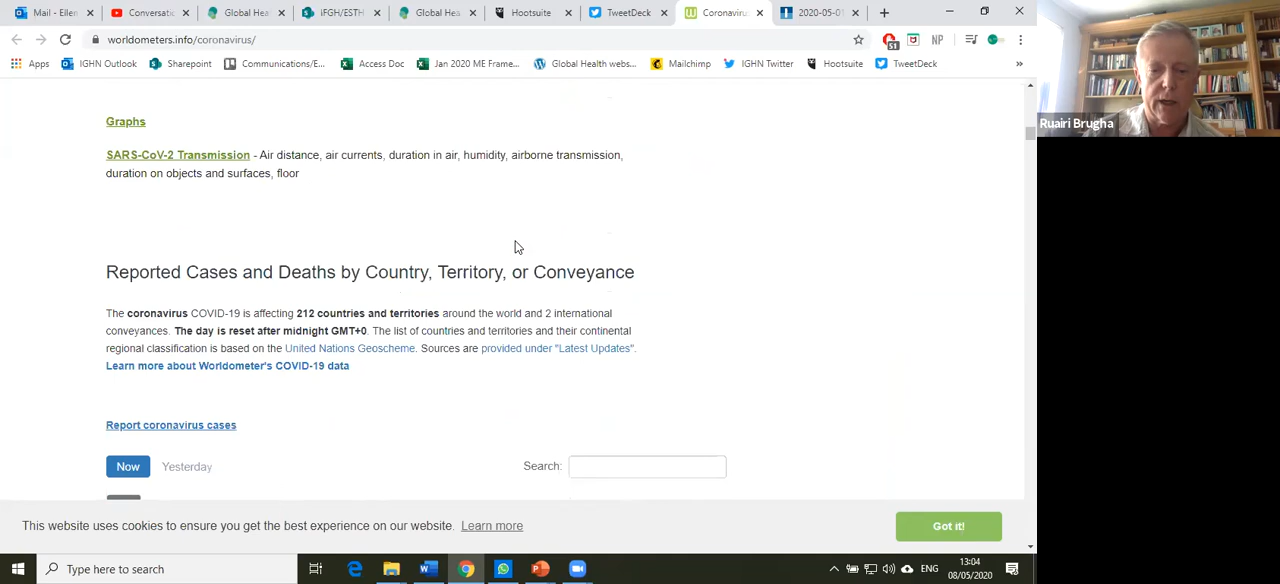 Mail - Ellen
Conversatic
Global Hea
iFGH/ESTH
Global Hea
Hootsuite
TweetDeck
Coronaviru
2020-05-01
worldometers.info/coronavirus/
51
NP
Apps
IGHN Outlook
Sharepoint
Communications/E...
Access Doc
Jan 2020 ME Frame...
Global Health webs...
Mailchimp
IGHN Twitter
Hootsuite
TweetDeck
»
Ruairi Brugha
Graphs
SARS-CoV-2 Transmission - Air distance, air currents, duration in air, humidity, airborne transmission,
duration on objects and surfaces, floor
Reported Cases and Deaths by Country, Territory, or Conveyance
The coronavirus COVID-19 is affecting 212 countries and territories around the world and 2 international
conveyances. The day is reset after midnight GMT+0. The list of countries and territories and their continental
regional classification is based on the United Nations Geoscheme. Sources are provided under "Latest Updates".
Learn more about Worldometer's COVID-19 data
Report coronavirus cases
Now Yesterday Search:
This website uses cookies to ensure you get the best experience on our website. Learn more
Got it!
Type here to search
ENG
13:04
08/05/2020